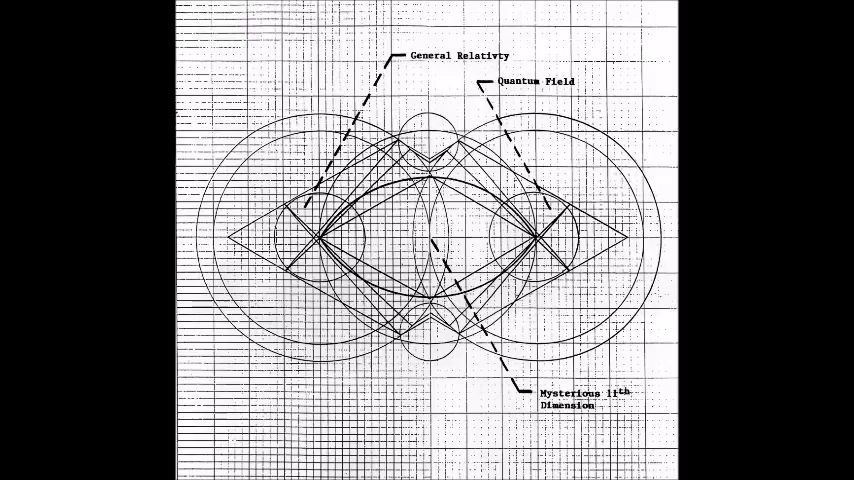 General Relativty
Quantum Field
Mysterious 11th
Dimension